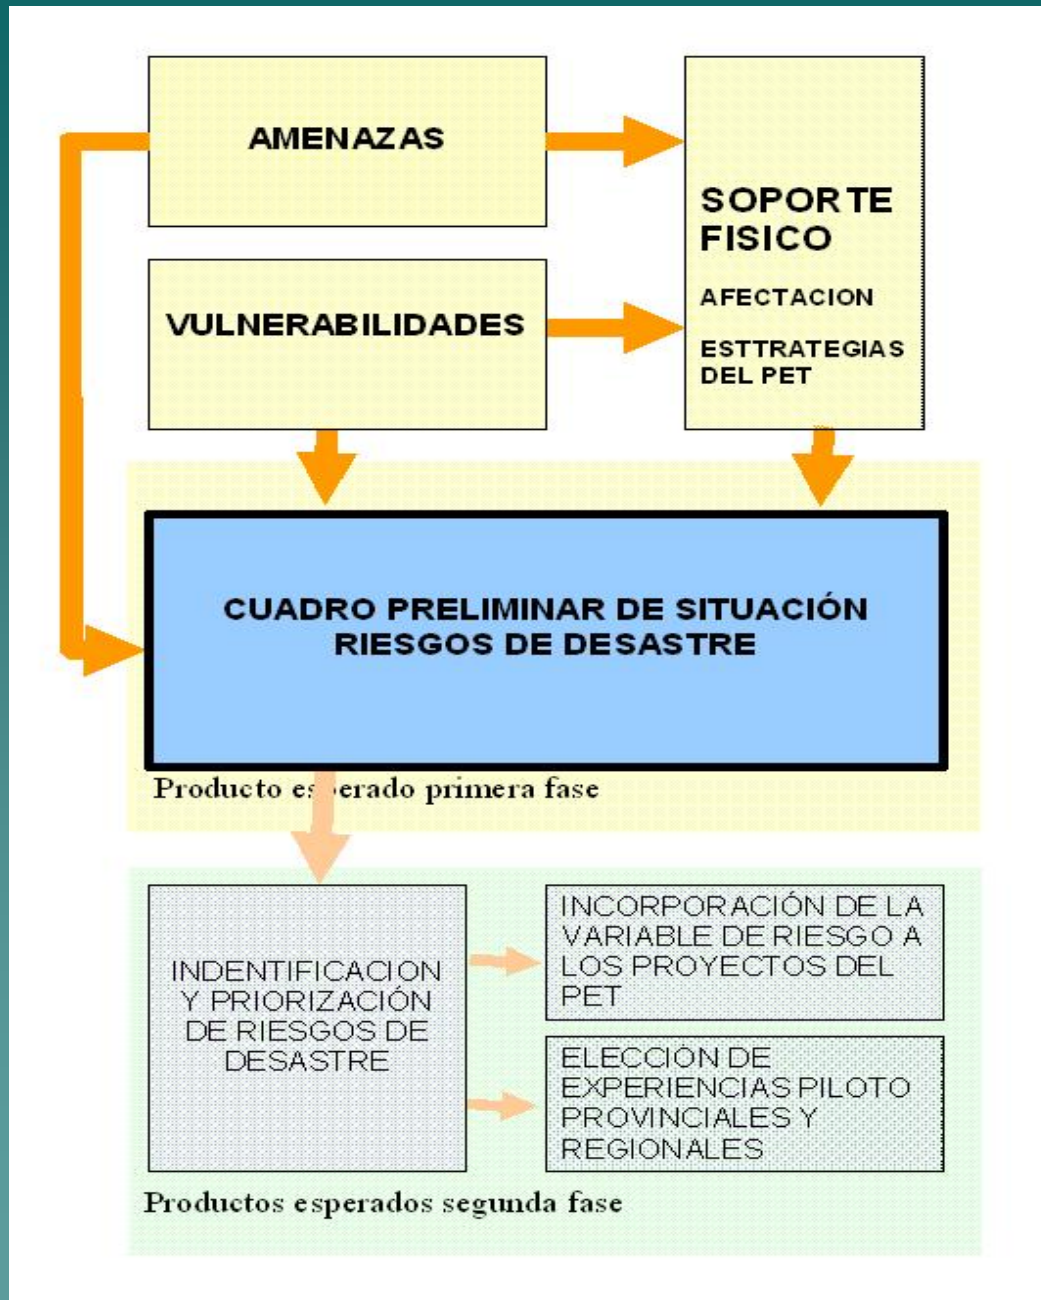 AMENAZAS
VULNERABILIDADES
SOPORTE
FISICO
AFECTACION
ESTTRATEGIAS
DEL PET
CUADRO PRELIMINAR DE SITUACIÓN
RIESGOS DE DESASTRE
Producto esperado primera fase
INDENTIFICACION
Y PRIORIZACIÓN
DE RIESGOS DE
DESASTRE
INCORPORACIÓN DE LA
VARIABLE DE RIESGO A
LOS PROYECTOS DEL
PET
ELECCIÓN DE
EXPERIENCIAS PILOTO
PROVINCIALES Y
REGIONALES
Productos esperados segunda fase